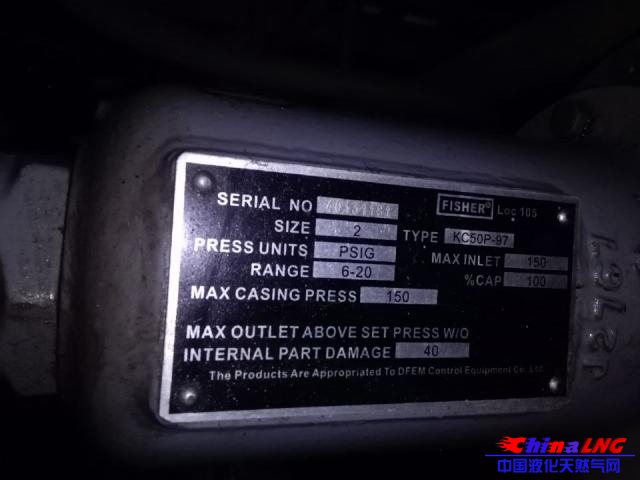 SERIAL NO
FISHER® Loc 105
SIZE 2 TYPE KC50P-97
PRESS UNITS PSIG MAX INLET 150
RANGE 6-20 %CAP 100
MAX CASING PRESS 150
MAX OUTLET ABOVE SET PRESS W/O
INTERNAL PART DAMAGE 40
The Products Are Appropriated To DFEM Control Equipment Co., Ltd.
ChinaLNG
中国液化天然气网